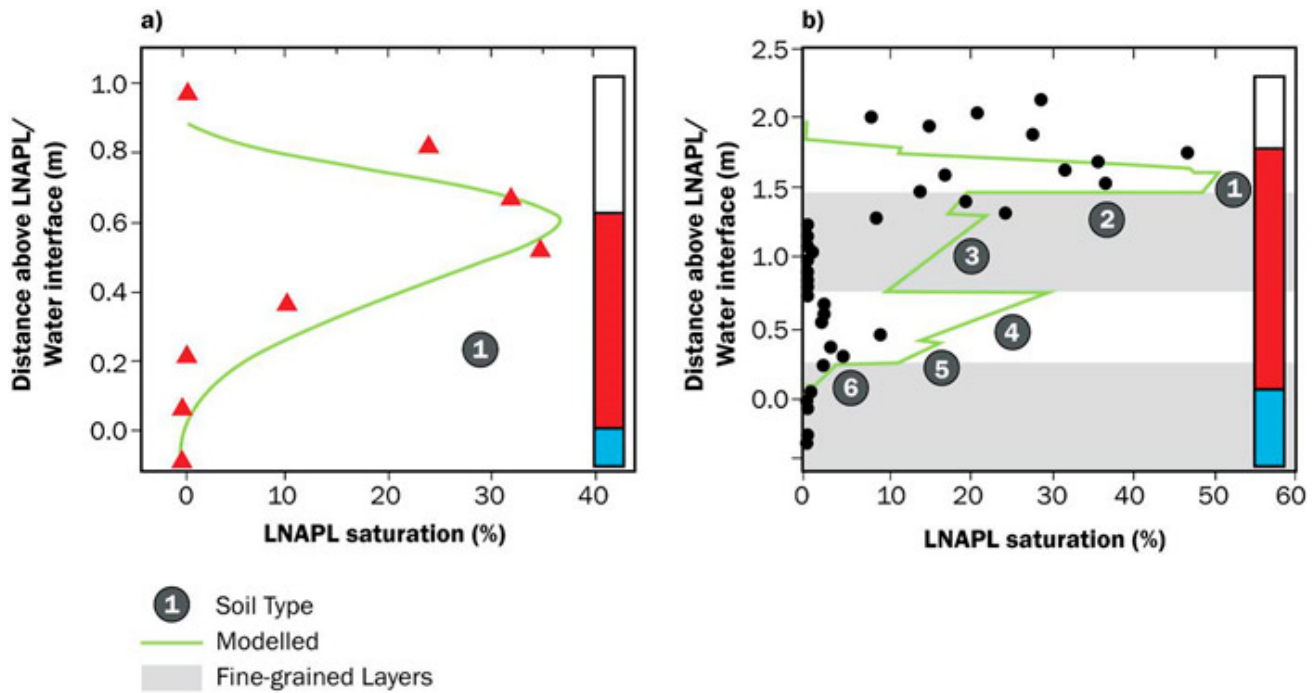 a)
Distance above LNAPL/
Water interface (m)
1.0
0.8
0.6
0.4
0.2
0.0
1
0
10
20
30
40
LNAPL saturation (%)
b)
Distance above LNAPL/
Water interface (m)
2.5
2.0
1.5
1.0
0.5
0.0
1
2
3
4
5
6
0
10
20
30
40
50
60
LNAPL saturation (%)
1 Soil Type
Modelled
Fine-grained Layers